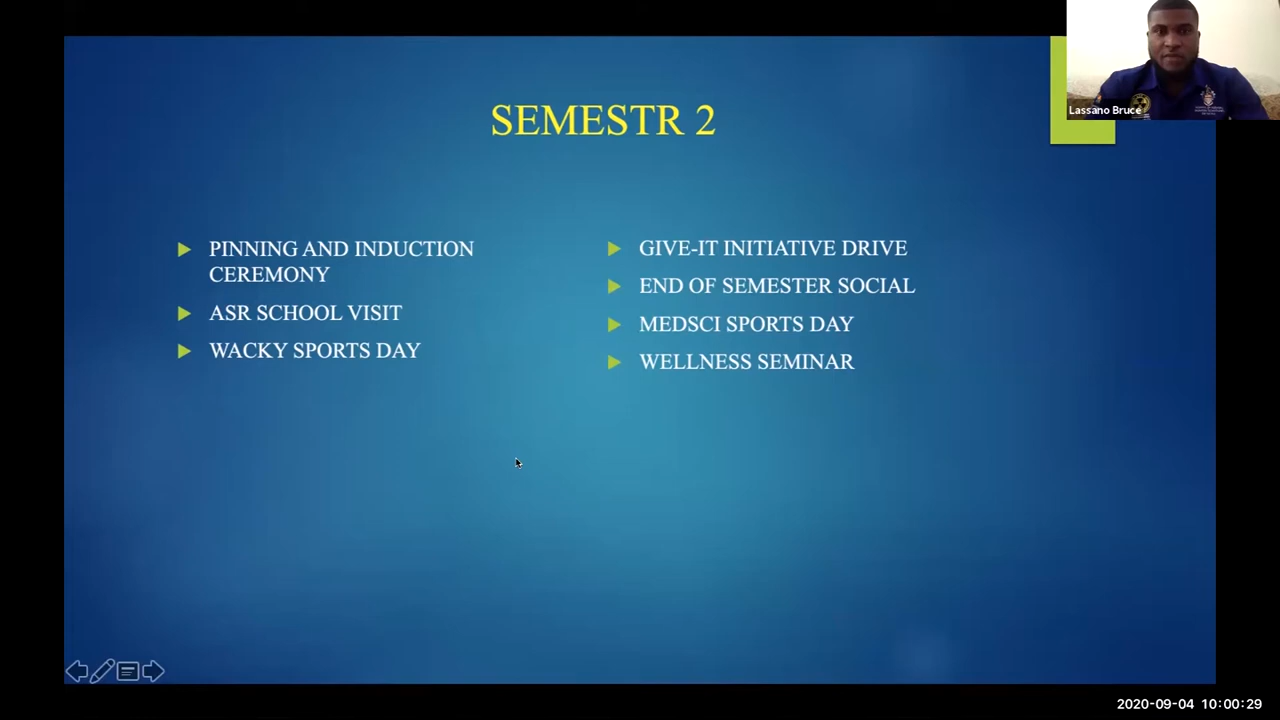 SEMESTR 2
PINNING AND INDUCTION
CEREMONY
ASR SCHOOL VISIT
WACKY SPORTS DAY
GIVE-IT INITIATIVE DRIVE
END OF SEMESTER SOCIAL
MEDSCI SPORTS DAY
WELLNESS SEMINAR
Lassano Bruce
2020-09-04 10:00:29